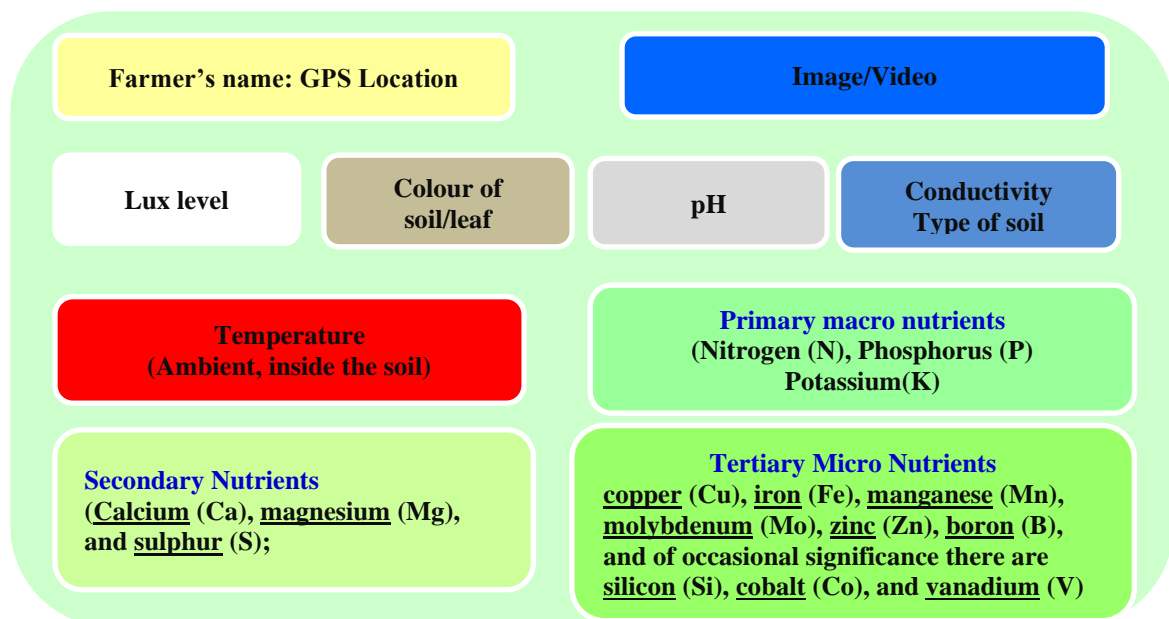 Farmer's name: GPS Location
Image/Video
Lux level
Colour of
soil/leaf
pH
Conductivity
Type of soil
Temperature
(Ambient, inside the soil)
Primary macro nutrients
(Nitrogen (N), Phosphorus (P)
Potassium(K)
Secondary Nutrients
(Calcium (Ca), magnesium (Mg),
and sulphur (S);
Tertiary Micro Nutrients
copper (Cu), iron (Fe), manganese (Mn),
molybdenum (Mo), zinc (Zn), boron (B),
and of occasional significance there are
silicon (Si), cobalt (Co), and vanadium (V)